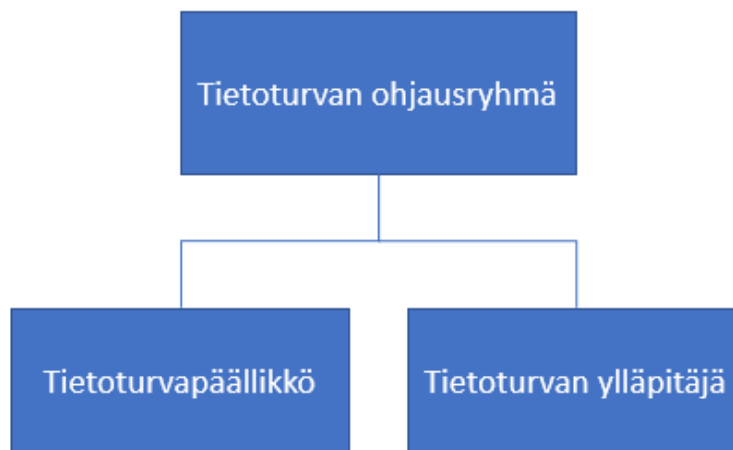 Tietoturvan ohjausryhmä
Tietoturvapäällikkö
Tietoturvan ylläpitäjä